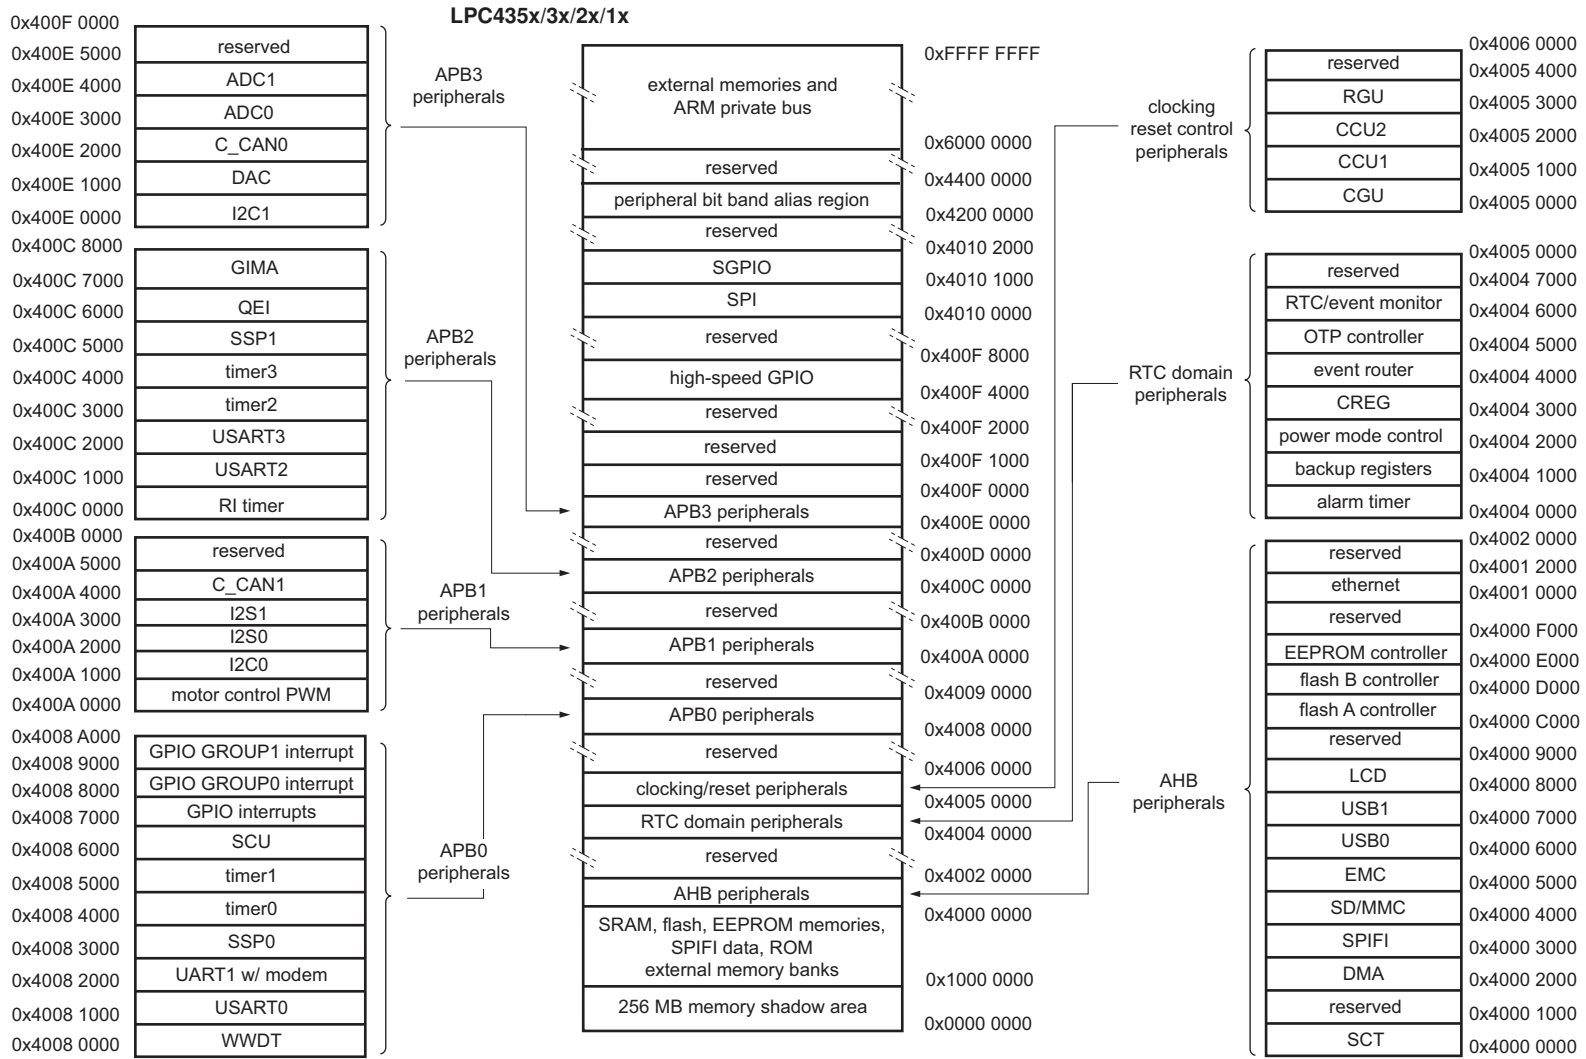 LPC435x/3x/2x/1x
0x400F 0000
reserved
0x400E 5000
ADC1
0x400E 4000
ADC0
0x400E 3000
C_CAN0
0x400E 2000
DAC
0x400E 1000
I2C1
0x400E 0000
APB3
peripherals
0x400C 8000
GIMA
0x400C 7000
QEI
0x400C 6000
SSP1
0x400C 5000
timer3
0x400C 4000
timer2
0x400C 3000
USART3
0x400C 2000
USART2
0x400C 1000
RI timer
0x400C 0000
APB2
peripherals
0x400B 0000
reserved
0x400A 5000
C_CAN1
0x400A 4000
I2S1
0x400A 3000
I2S0
0x400A 2000
I2C0
0x400A 1000
motor control PWM
0x400A 0000
APB1
peripherals
0x4008 A000
GPIO GROUP1 interrupt
0x4008 9000
GPIO GROUP0 interrupt
0x4008 8000
GPIO interrupts
0x4008 7000
SCU
0x4008 6000
timer1
0x4008 5000
timer0
0x4008 4000
SSP0
0x4008 3000
UART1 w/ modem
0x4008 2000
USART0
0x4008 1000
WWDT
0x4008 0000
APB0
peripherals
0xFFFF FFFF
external memories and
ARM private bus
0x6000 0000
reserved
0x4400 0000
peripheral bit band alias region
0x4200 0000
reserved
0x4010 2000
SGPIO
0x4010 1000
SPI
0x4010 0000
reserved
0x400F 8000
high-speed GPIO
0x400F 4000
reserved
0x400F 2000
reserved
0x400F 1000
reserved
0x400F 0000
APB3 peripherals
0x400E 0000
reserved
0x400D 0000
APB2 peripherals
0x400C 0000
reserved
0x400B 0000
APB1 peripherals
0x400A 0000
reserved
0x4009 0000
APB0 peripherals
0x4008 0000
reserved
0x4006 0000
clocking/reset peripherals
0x4005 0000
RTC domain peripherals
0x4004 0000
reserved
0x4002 0000
AHB peripherals
0x4000 0000
SRAM, flash, EEPROM memories,
SPIFI data, ROM
external memory banks
0x1000 0000
256 MB memory shadow area
0x0000 0000
clocking
reset control
peripherals
0x4006 0000
reserved
0x4005 4000
RGU
0x4005 3000
CCU2
0x4005 2000
CCU1
0x4005 1000
CGU
0x4005 0000
RTC domain
peripherals
0x4005 0000
reserved
0x4004 7000
RTC/event monitor
0x4004 6000
OTP controller
0x4004 5000
event router
0x4004 4000
CREG
0x4004 3000
power mode control
0x4004 2000
backup registers
0x4004 1000
alarm timer
0x4004 0000
AHB
peripherals
0x4002 0000
reserved
0x4001 2000
ethernet
0x4001 0000
reserved
0x4000 F000
EEPROM controller
0x4000 E000
flash B controller
0x4000 D000
flash A controller
0x4000 C000
reserved
0x4000 9000
LCD
0x4000 8000
USB1
0x4000 7000
USB0
0x4000 6000
EMC
0x4000 5000
SD/MMC
0x4000 4000
SPIFI
0x4000 3000
DMA
0x4000 2000
reserved
0x4000 1000
SCT
0x4000 0000